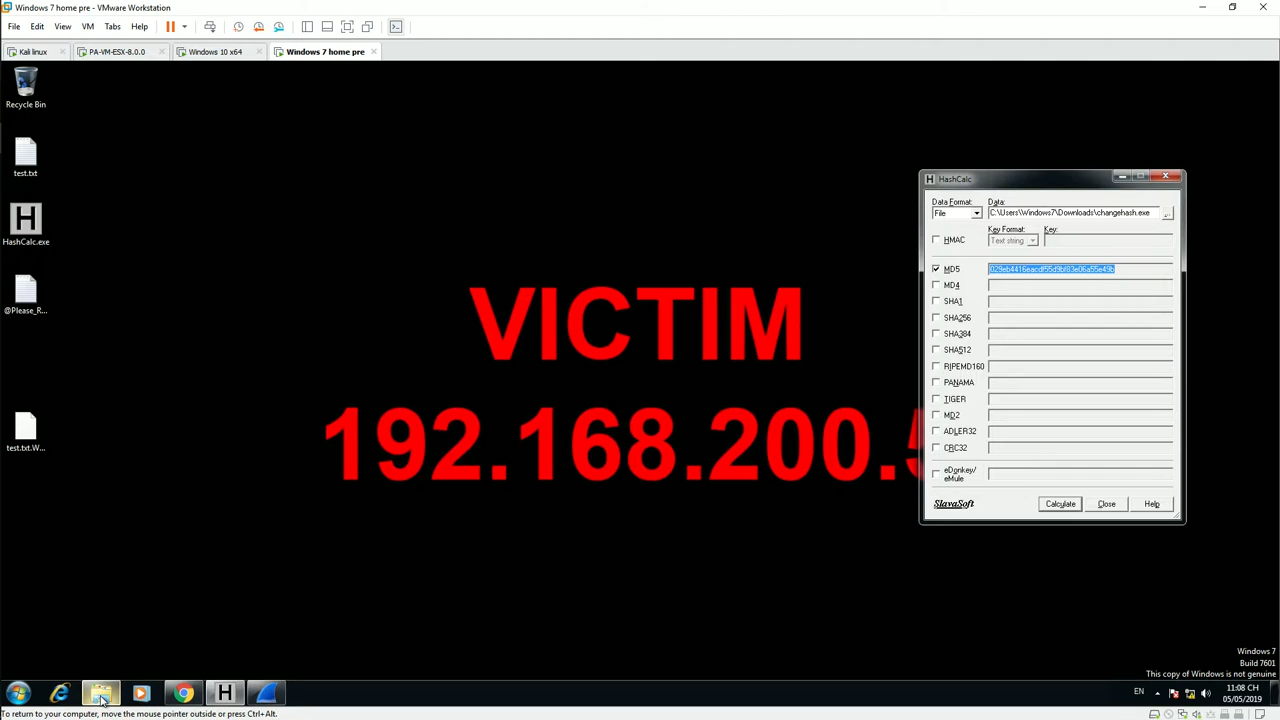 Windows 7 home pre - VMware Workstation
File Edit View VM Tabs Help
Kali linux PA-VM-ESX-8.0.0 Windows 10 x64 Windows 7 home pre
Recycle Bin
test.txt
HashCalc.exe
@Please_R...
test.txt.W...
VICTIM
192.168.200.5
HashCalc
Data Format: Data:
File C:\Users\Windows7\Downloads\changehash.exe ...
HMAC Key Format: Key:
Text string
MD5 029eb4416eacdf55d9bf83e06a55e49b
MD4
SHA1
SHA256
SHA384
SHA512
RIPEMD160
PANAMA
TIGER
MD2
ADLER32
CRC32
eDonkey/
eMule
SlavaSoft Calculate Close Help
Windows 7
Build 7601
This copy of Windows is not genuine
EN 11:08 CH
05/05/2019
To return to your computer, move the mouse pointer outside or press Ctrl+Alt.